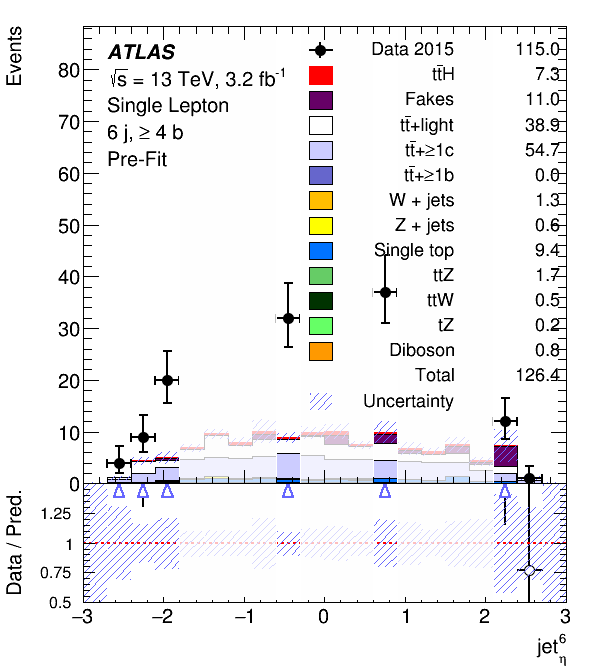 Events
ATLAS
√s = 13 TeV, 3.2 fb⁻¹
Single Lepton
6 j, ≥ 4 b
Pre-Fit
Data 2015 115.0
tt̄H 7.3
Fakes 11.0
tt̄+light 38.9
tt̄+≥1c 54.7
tt̄+≥1b 0.0
W + jets 1.3
Z + jets 0.6
Single top 9.4
ttZ 1.7
ttW 0.5
tZ 0.2
Diboson 0.8
Total 126.4
Uncertainty
80
70
60
50
40
30
20
10
0
Data / Pred.
1.25
1
0.75
0.5
−3 −2 −1 0 1 2 3
jet⁶η